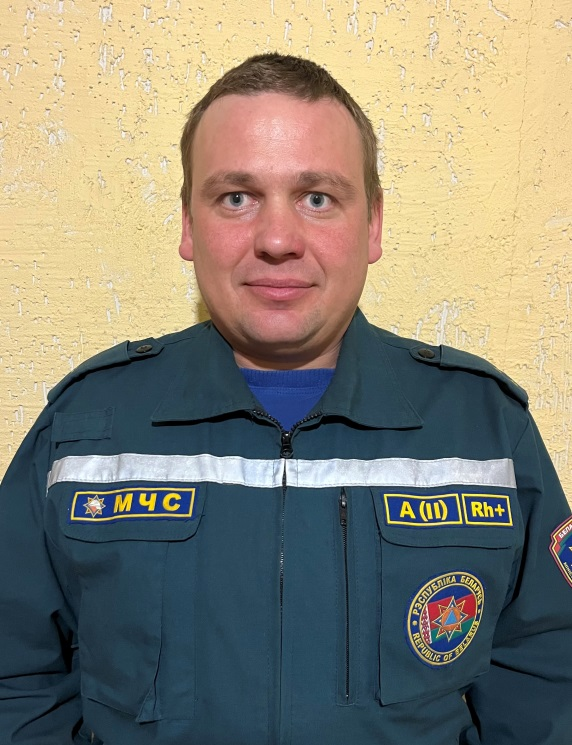 МЧС
A (II) Rh+
РЭСПУБЛІКА БЕЛАРУСЬ
REPUBLIC OF BELARUS